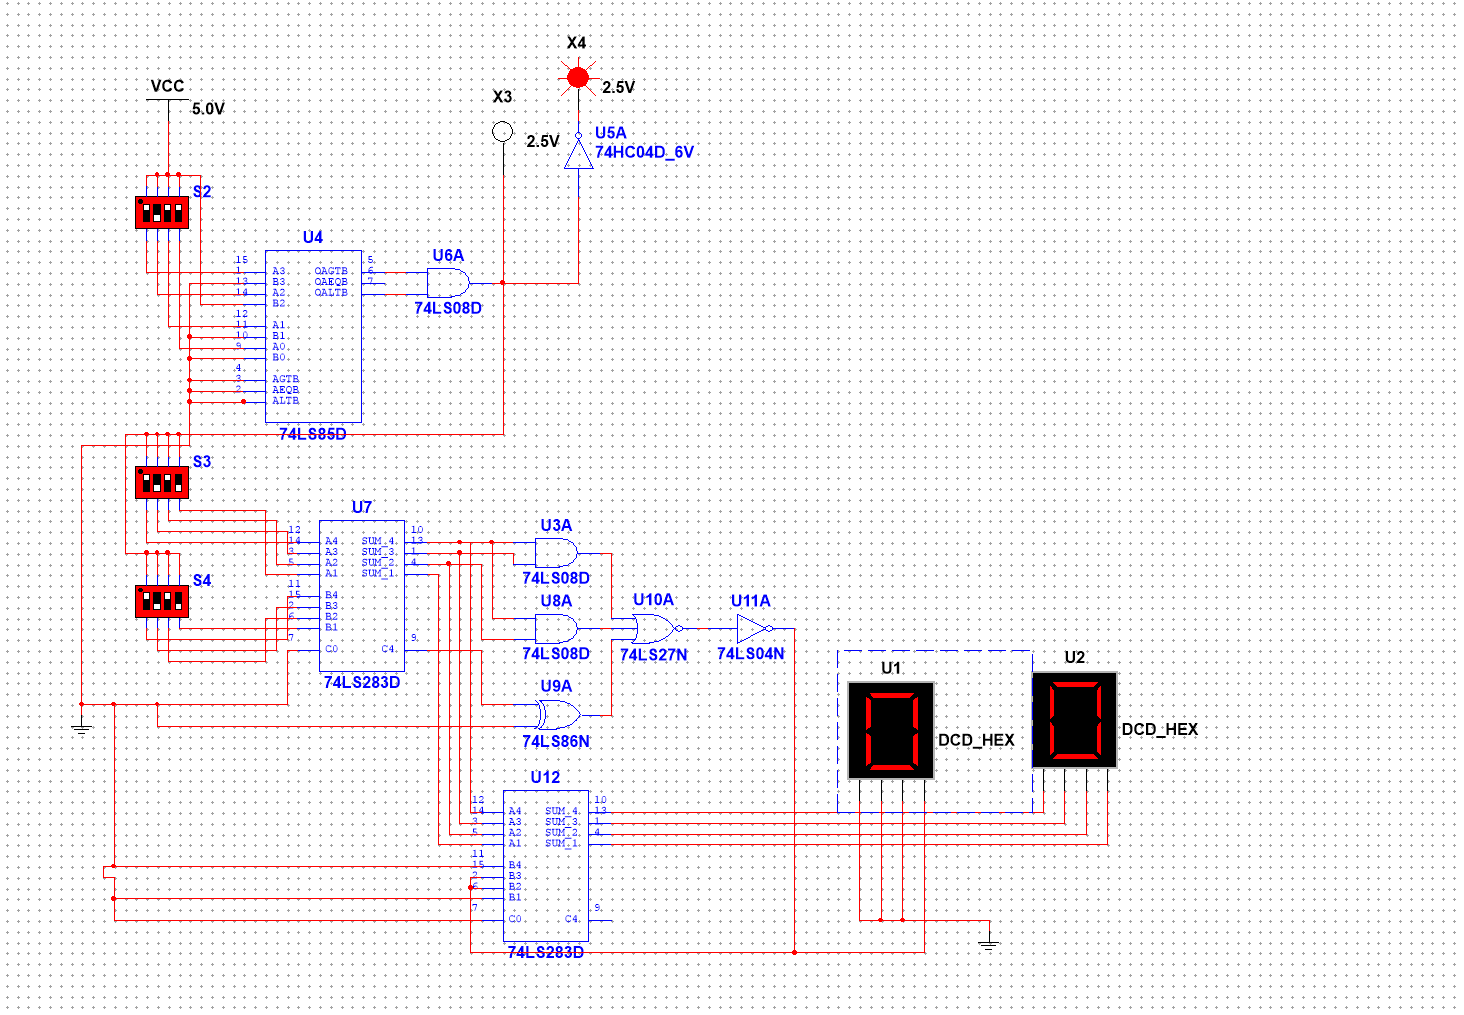 X4
2.5V
VCC
5.0V
X3
2.5V
U5A
74HC04D_6V
S2
U4
15
1
13
14
12
11
10
9
4
3
2
A3
B3
A2
B2
A1
B1
A0
B0
AGTB
AEQB
ALTB
OAGTB
OAEQB
OALTB
5
6
7
74LS85D
U6A
74LS08D
S3
S4
U7
12
14
3
5
11
15
2
6
7
A4
A3
A2
A1
B4
B3
B2
B1
C0
SUM_4
SUM_3
SUM_2
SUM_1
C4
10
13
1
4
9
74LS283D
U3A
74LS08D
U8A
74LS08D
U9A
74LS86N
U10A
74LS27N
U11A
74LS04N
U1
DCD_HEX
U2
DCD_HEX
U12
12
14
3
5
11
15
2
6
7
A4
A3
A2
A1
B4
B3
B2
B1
C0
SUM_4
SUM_3
SUM_2
SUM_1
C4
10
13
1
4
9
74LS283D